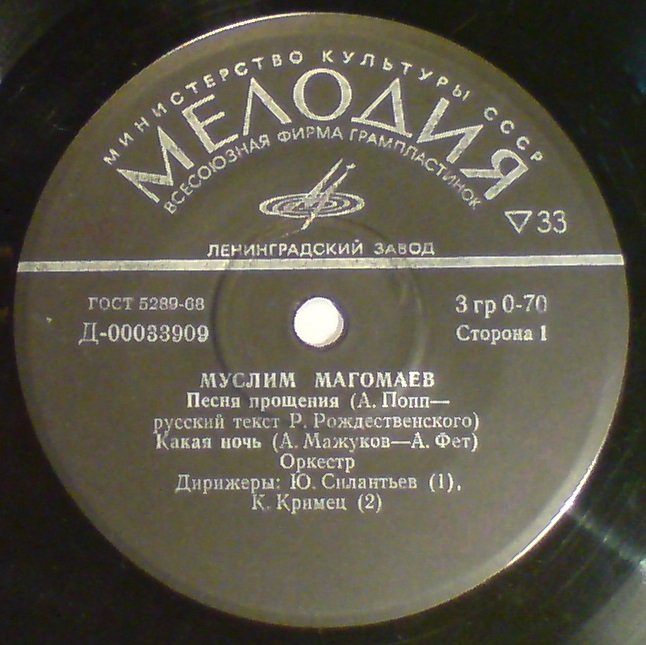 МИНИСТЕРСТВО КУЛЬТУРЫ СССР
МЕЛОДИЯ
ВСЕСОЮЗНАЯ ФИРМА ГРАМПЛАСТИНОК
▽33
ЛЕНИНГРАДСКИЙ ЗАВОД
ГОСТ 5289-68
3 гр 0-70
Д-00033909
Сторона 1
МУСЛИМ МАГОМАЕВ
Песня прощения (А. Попп—
русский текст Р. Рождественского)
Какая ночь (А. Мажуков—А. Фет)
Оркестр
Дирижеры: Ю. Силантьев (1),
К. Кримец (2)